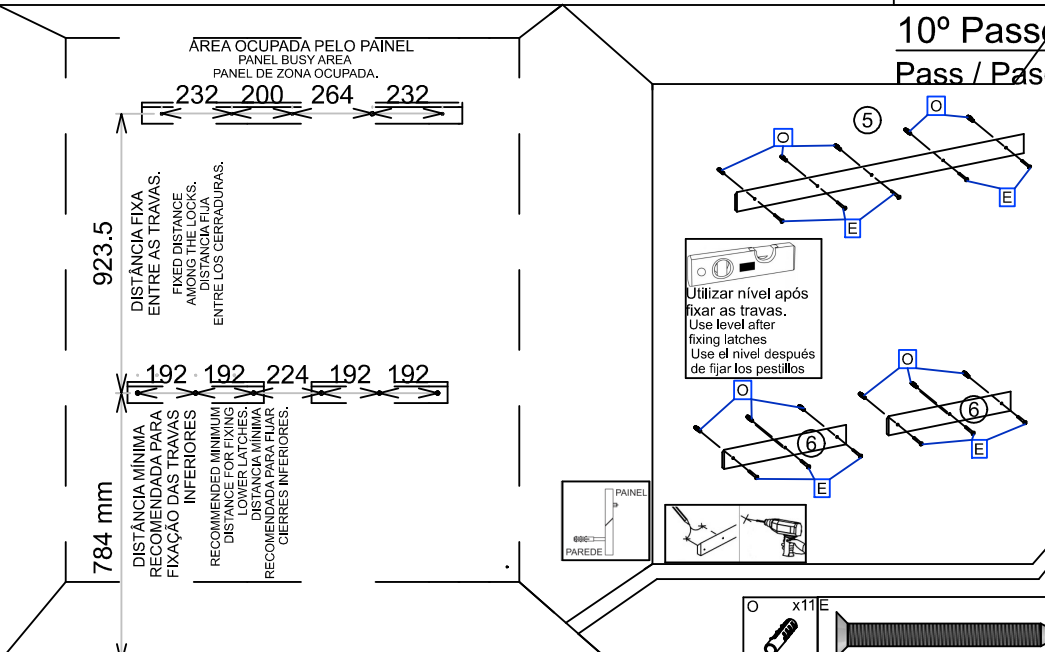 10º Passo
Pass / Paso
ÁREA OCUPADA PELO PAINEL
PANEL BUSY AREA
PANEL DE ZONA OCUPADA.
232 200 264 232
923.5
DISTÂNCIA FIXA
ENTRE AS TRAVAS.
FIXED DISTANCE
AMONG THE LOCKS.
DISTANCIA FIJA
ENTRE LOS CERRADURAS.
192 192 224 192 192
784 mm
DISTÂNCIA MÍNIMA
RECOMENDADA PARA
FIXAÇÃO DAS TRAVAS
INFERIORES
RECOMMENDED MINIMUM
DISTANCE FOR FIXING
LOWER LATCHES.
DISTANCIA MÍNIMA
RECOMENDADA PARA FIJAR
CIERRES INFERIORES.
5
O
O
E
E
Utilizar nível após
fixar as travas.
Use level after
fixing latches
Use el nivel después
de fijar los pestillos
O
O
6
6
E
E
PAINEL
PAREDE
O x11
E